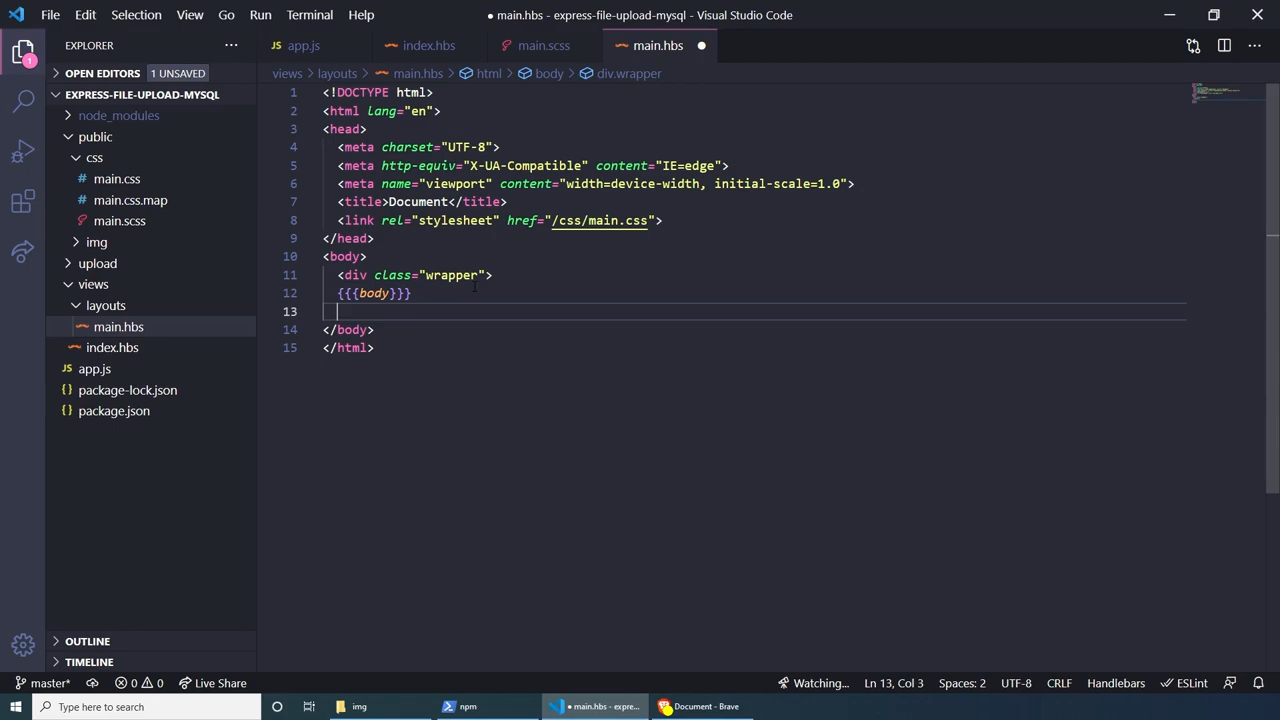 File Edit Selection View Go Run Terminal Help
● main.hbs - express-file-upload-mysql - Visual Studio Code
EXPLORER
app.js
index.hbs
main.scss
main.hbs
1
OPEN EDITORS 1 UNSAVED
views > layouts > main.hbs > html > body > div.wrapper
EXPRESS-FILE-UPLOAD-MYSQL
node_modules
public
css
main.css
main.css.map
main.scss
img
upload
views
layouts
main.hbs
index.hbs
app.js
package-lock.json
package.json
OUTLINE
TIMELINE
1 <!DOCTYPE html>
2 <html lang="en">
3 <head>
4 <meta charset="UTF-8">
5 <meta http-equiv="X-UA-Compatible" content="IE=edge">
6 <meta name="viewport" content="width=device-width, initial-scale=1.0">
7 <title>Document</title>
8 <link rel="stylesheet" href="/css/main.css">
9 </head>
10 <body>
11 <div class="wrapper">
12 {{{body}}}
13
14 </body>
15 </html>
master* 0 0 Live Share
Watching... Ln 13, Col 3 Spaces: 2 UTF-8 CRLF Handlebars ESLint
Type here to search
img
npm
● main.hbs - expre...
Document - Brave